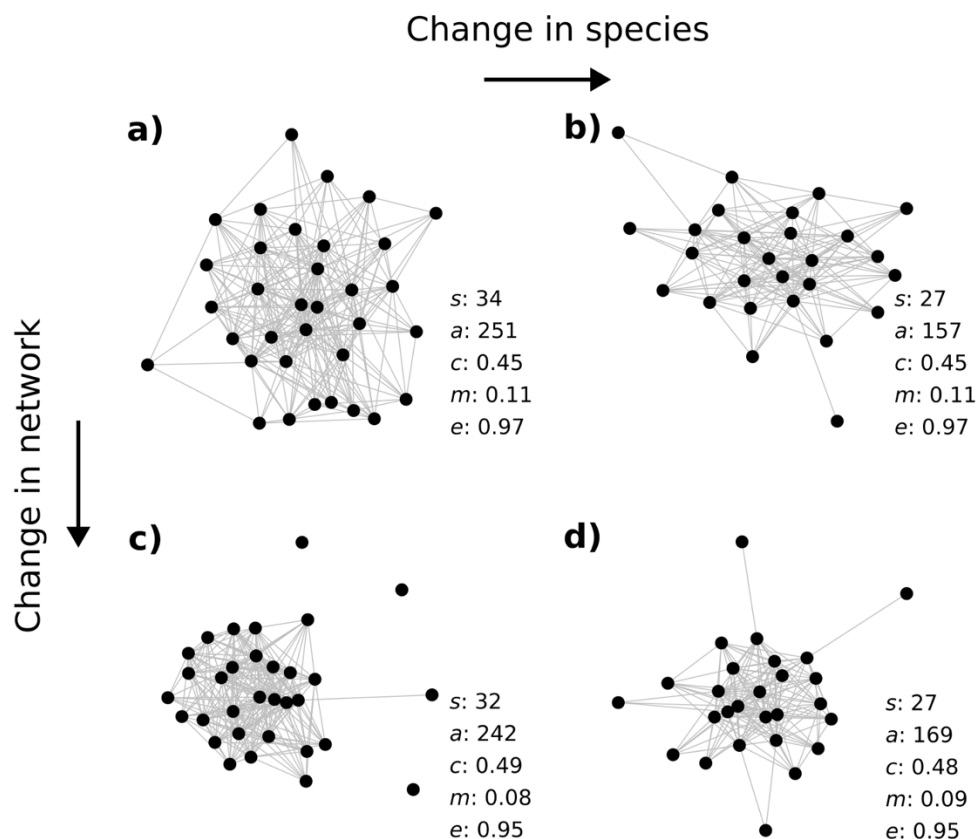 Change in species
a)
b)
s: 34
a: 251
c: 0.45
m: 0.11
e: 0.97
s: 27
a: 157
c: 0.45
m: 0.11
e: 0.97
Change in network
c)
d)
s: 32
a: 242
c: 0.49
m: 0.08
e: 0.95
s: 27
a: 169
c: 0.48
m: 0.09
e: 0.95